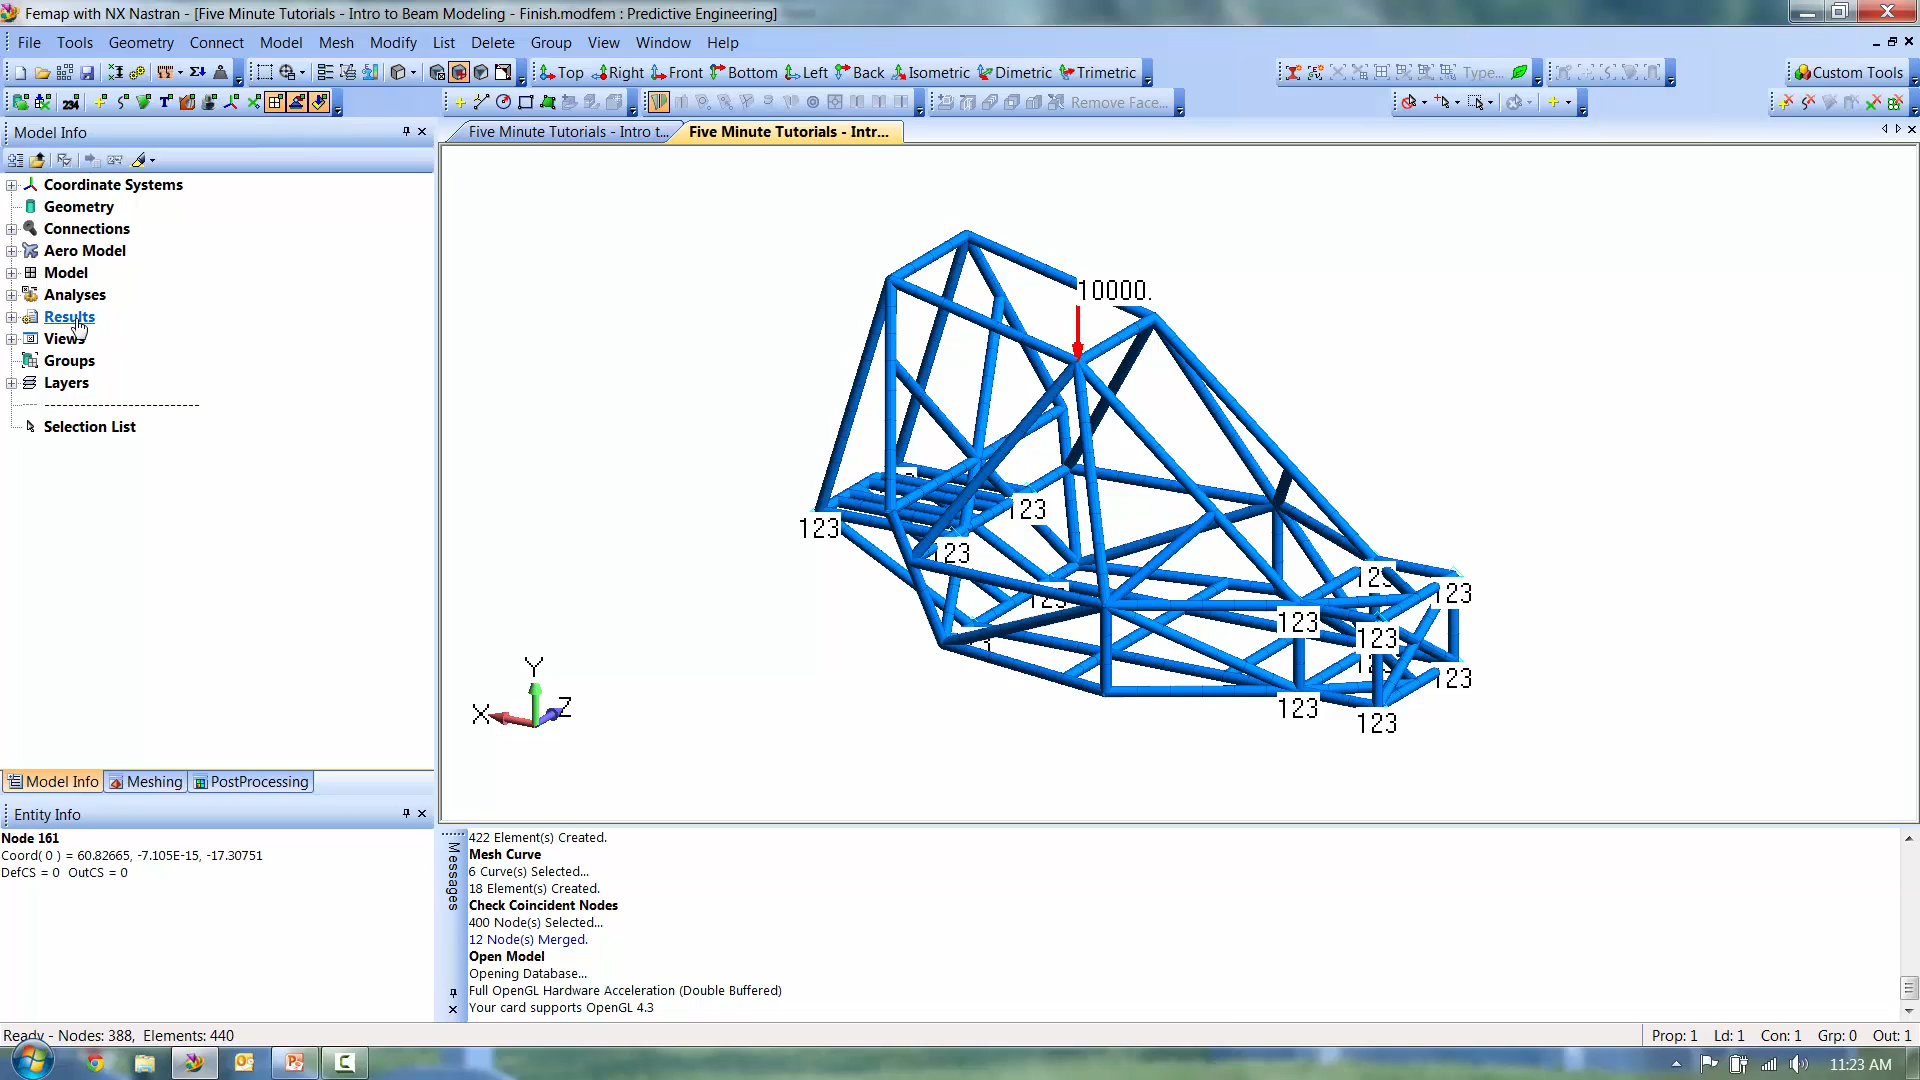 Femap with NX Nastran - [Five Minute Tutorials - Intro to Beam Modeling - Finish.modfem : Predictive Engineering]
File Tools Geometry Connect Model Mesh Modify List Delete Group View Window Help
Top Right Front Bottom Left Back Isometric Dimetric Trimetric Type... Custom Tools
234 Remove Face...
Model Info
Five Minute Tutorials - Intro t... Five Minute Tutorials - Intr...
Coordinate Systems
Geometry
Connections
Aero Model
Model
Analyses
Results
Views
Groups
Layers
Selection List
10000.
123
123
123
123
123
123
123
123
123
123
123
Y
X Z
Model Info Meshing PostProcessing
Entity Info
Node 161
Coord( 0 ) = 60.82665, -7.105E-15, -17.30751
DefCS = 0 OutCS = 0
Messages
422 Element(s) Created.
Mesh Curve
6 Curve(s) Selected...
18 Element(s) Created.
Check Coincident Nodes
400 Node(s) Selected...
12 Node(s) Merged.
Open Model
Opening Database...
Full OpenGL Hardware Acceleration (Double Buffered)
Your card supports OpenGL 4.3
Ready - Nodes: 388, Elements: 440
Prop: 1 Ld: 1 Con: 1 Grp: 0 Out: 1
11:23 AM